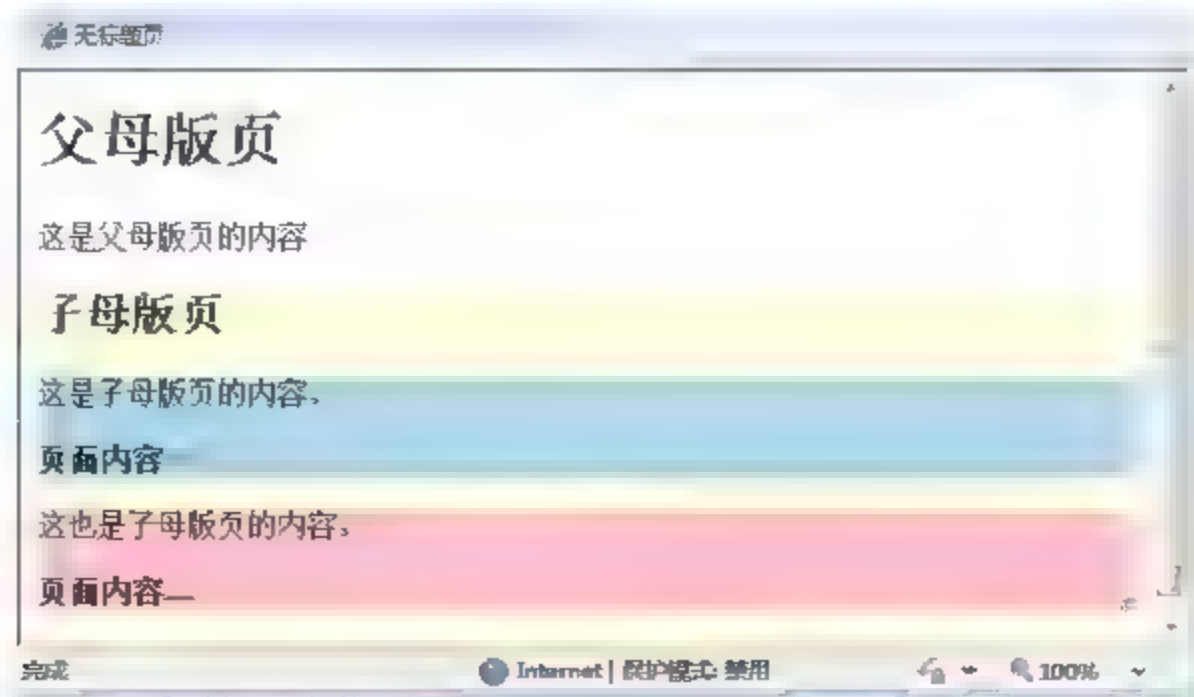 无标题页
父母版页
这是父母版页的内容
子母版页
这是子母版页的内容。
页面内容一
这也是子母版页的内容。
页面内容二
完成
Internet | 保护模式: 禁用
100%